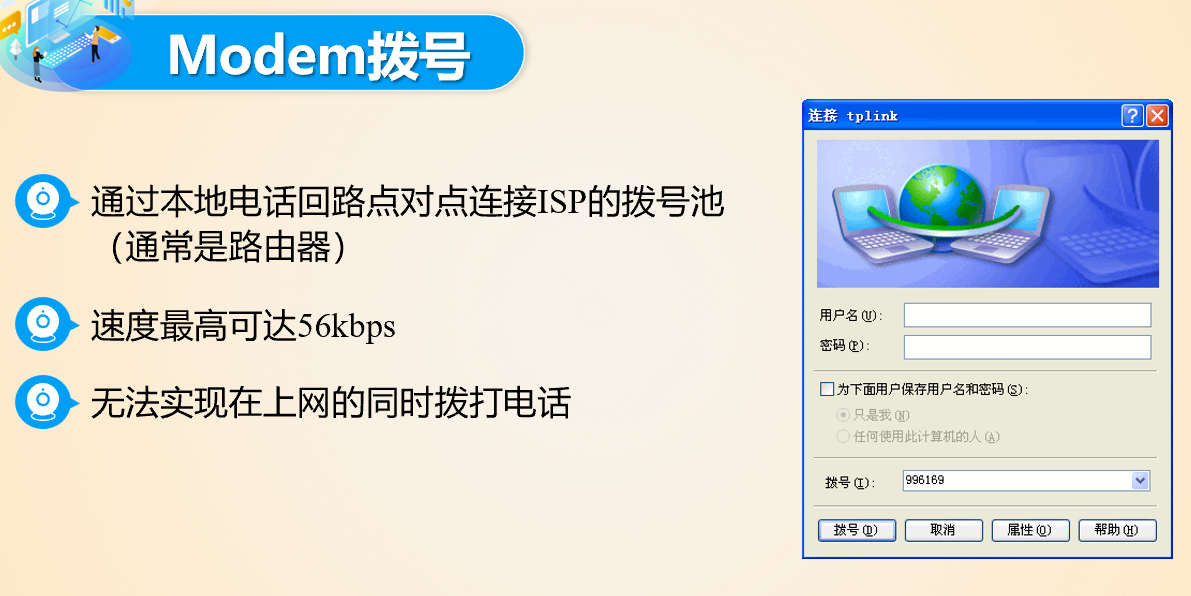 Modem拨号
通过本地电话回路点对点连接ISP的拨号池
（通常是路由器）
速度最高可达56kbps
无法实现在上网的同时拨打电话
连接 tplink
用户名(U):
密码(P):
为下面用户保存用户名和密码(S):
只是我(N)
任何使用此计算机的人(A)
拨号(I): 996169
拨号(D) 取消 属性(O) 帮助(H)